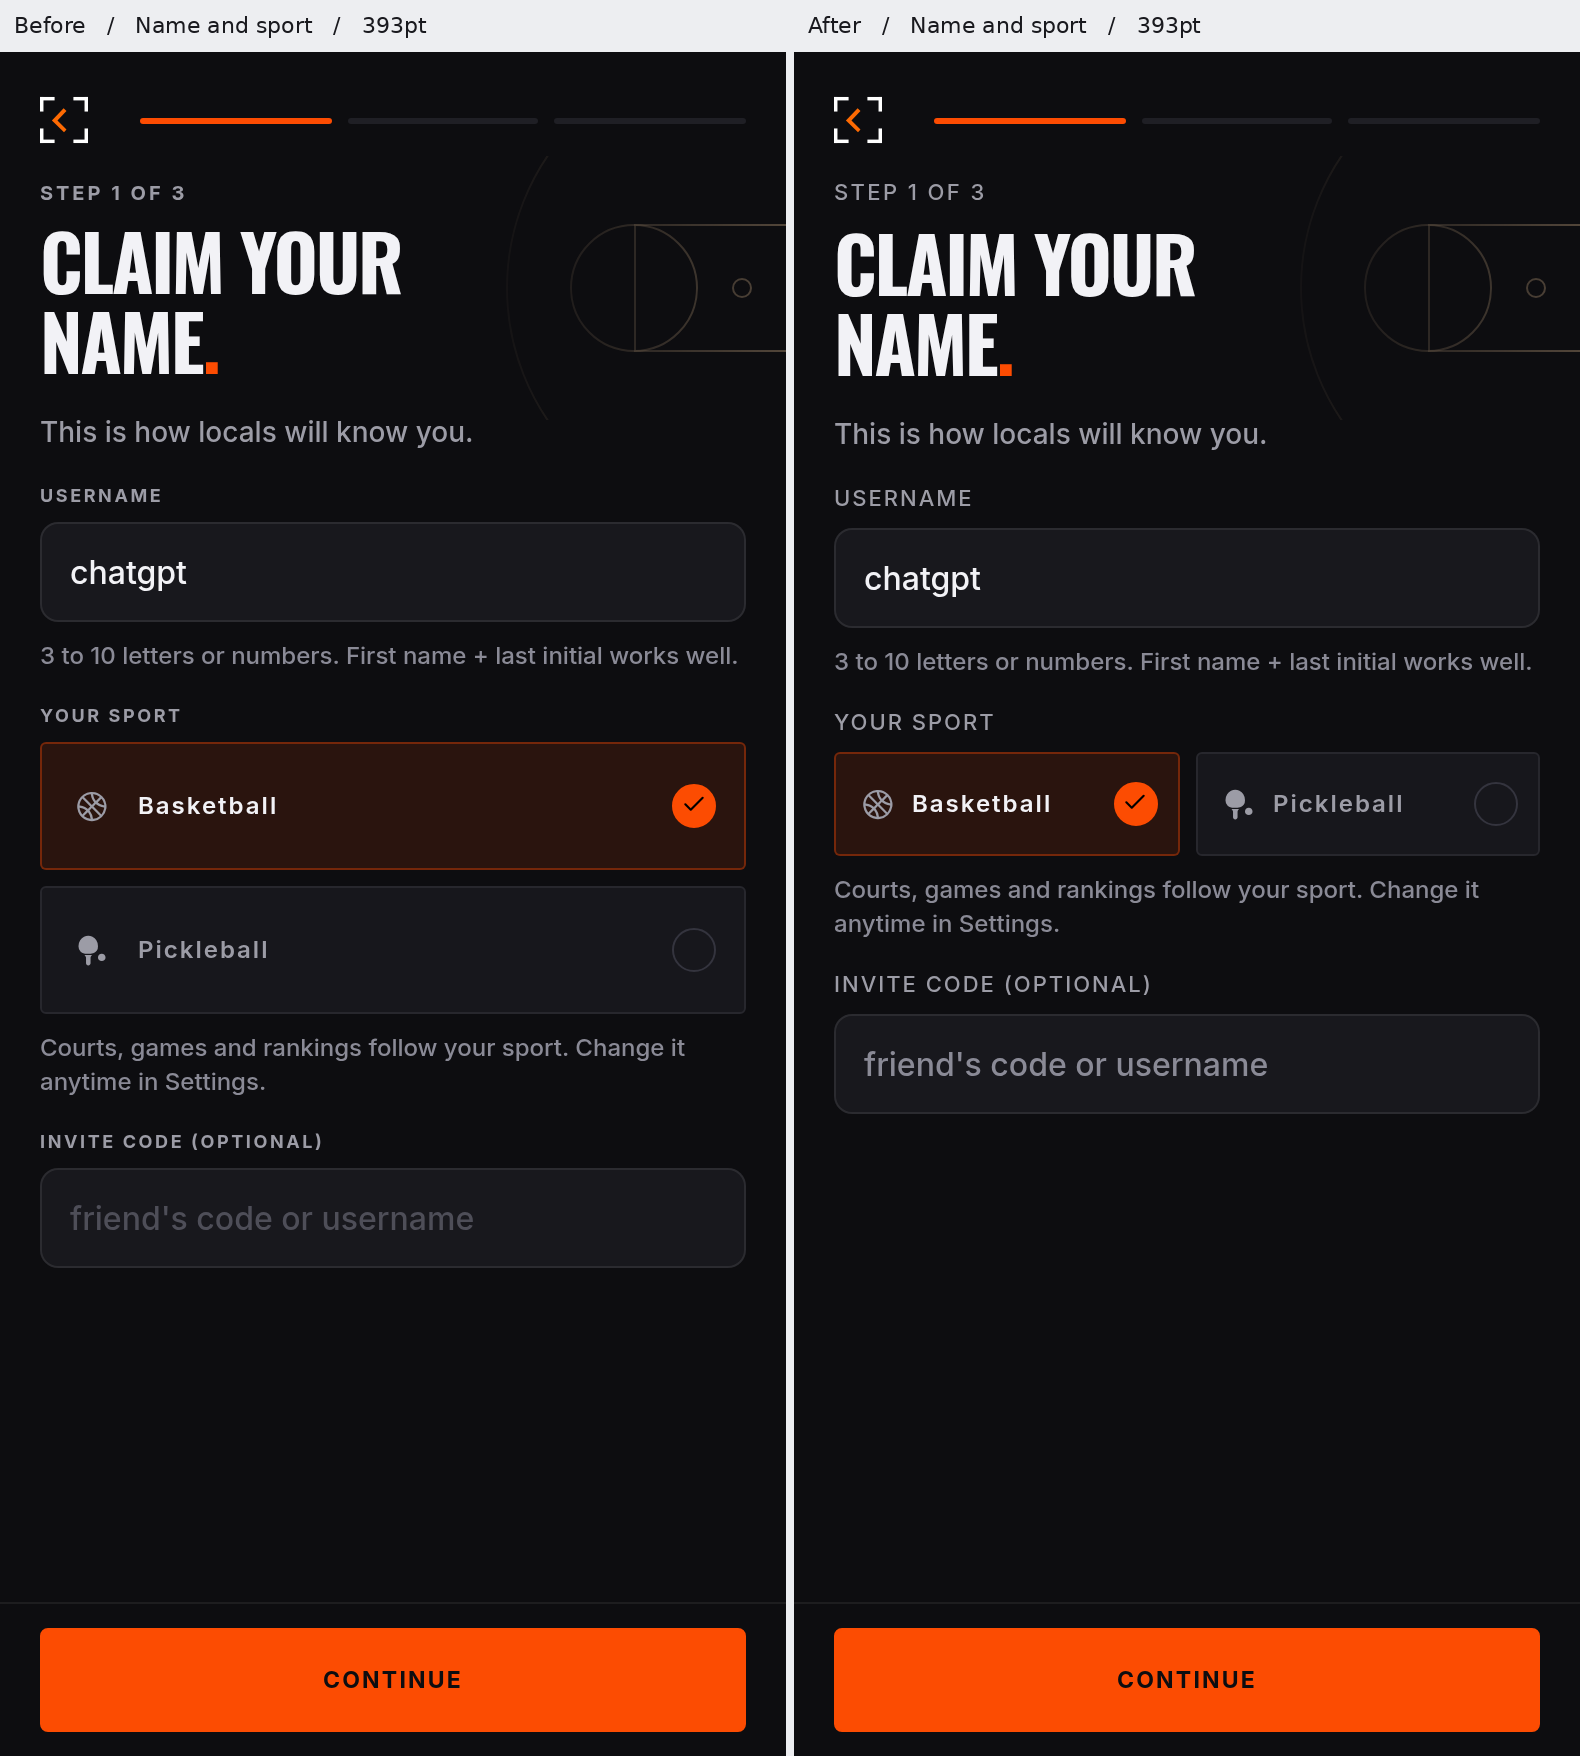 Before / Name and sport / 393pt
STEP 1 OF 3
CLAIM YOUR
NAME.
This is how locals will know you.
USERNAME
chatgpt
3 to 10 letters or numbers. First name + last initial works well.
YOUR SPORT
Basketball
Pickleball
Courts, games and rankings follow your sport. Change it
anytime in Settings.
INVITE CODE (OPTIONAL)
friend's code or username
CONTINUE
After / Name and sport / 393pt
STEP 1 OF 3
CLAIM YOUR
NAME.
This is how locals will know you.
USERNAME
chatgpt
3 to 10 letters or numbers. First name + last initial works well.
YOUR SPORT
Basketball
Pickleball
Courts, games and rankings follow your sport. Change it
anytime in Settings.
INVITE CODE (OPTIONAL)
friend's code or username
CONTINUE